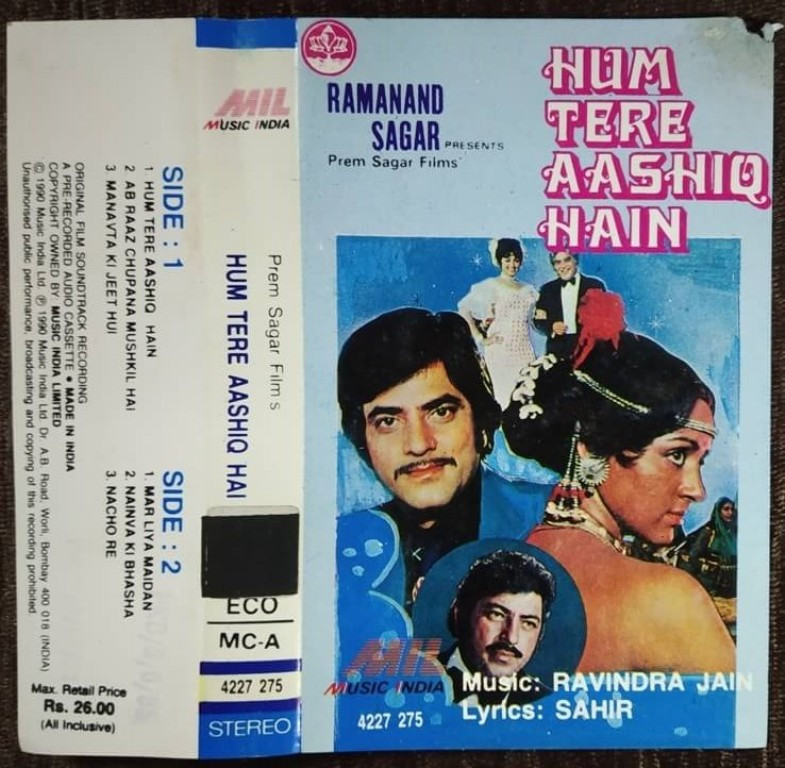 SIDE : 1
1 HUM TERE AASHIQ HAIN
2 AB RAAZ CHUPANA MUSHKIL HAI
3. MANAVTA KI JEET HUI
SIDE : 2
1. MAR LIYA MAIDAN
2. NAINVA KI BHASHA
3. NACHO RE
ORIGINAL FILM SOUNDTRACK RECORDING
A PRE-RECORDED AUDIO CASSETTE • MADE IN INDIA
COPYRIGHT OWNED BY MUSIC INDIA LIMITED
© 1990 Music India Ltd. ℗ 1990 Music India Ltd. Dr. A.B. Road, Worli, Bombay 400 018 (INDIA)
Unauthorised public performance, broadcasting and copying of this recording prohibited.
Max. Retail Price
Rs. 26.00
(All Inclusive)
MIL
MUSIC INDIA
Prem Sagar Films
HUM TERE AASHIQ HAI
ECO
MC-A
4227 275
STEREO
RAMANAND
SAGAR PRESENTS
Prem Sagar Films'
HUM
TERE
AASHIQ
HAIN
MIL
MUSIC INDIA
4227 275
Music: RAVINDRA JAIN
Lyrics: SAHIR